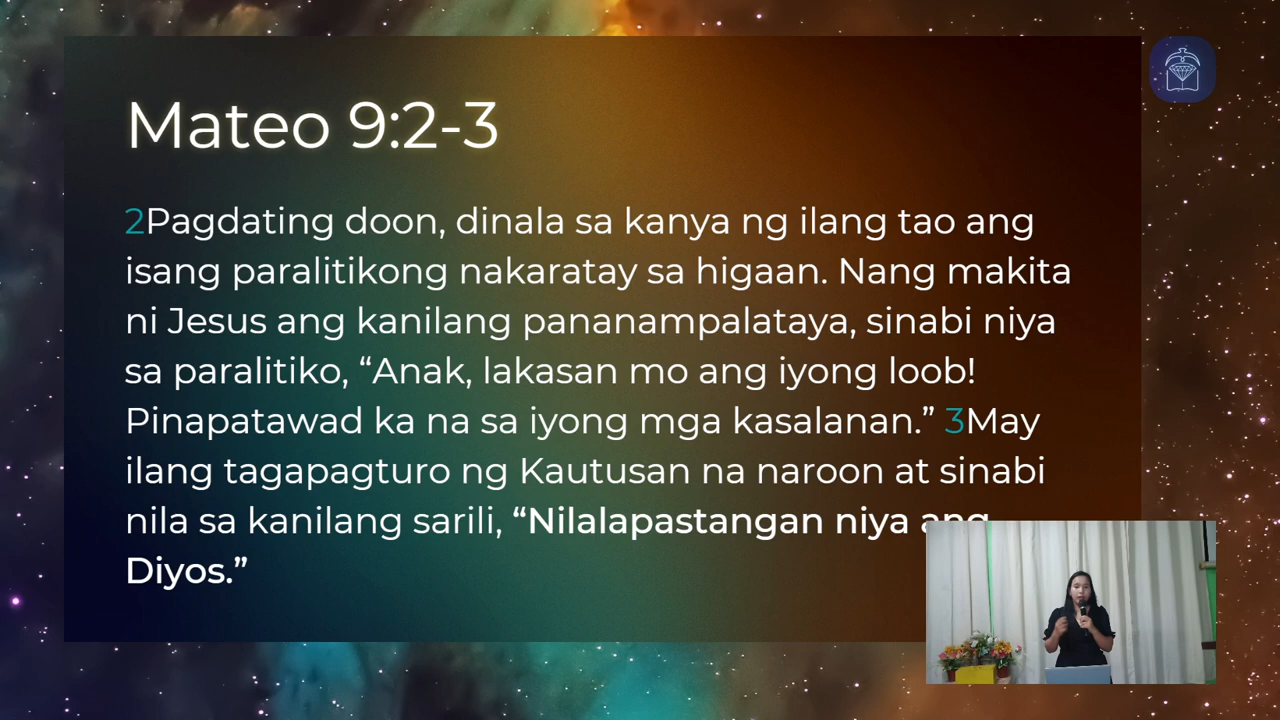 Mateo 9:2-3
2Pagdating doon, dinala sa kanya ng ilang tao ang
isang paralitikong nakaratay sa higaan. Nang makita
ni Jesus ang kanilang pananampalataya, sinabi niya
sa paralitiko, “Anak, lakasan mo ang iyong loob!
Pinapatawad ka na sa iyong mga kasalanan.” 3May
ilang tagapagturo ng Kautusan na naroon at sinabi
nila sa kanilang sarili, “Nilalapastangan niya ang
Diyos.”